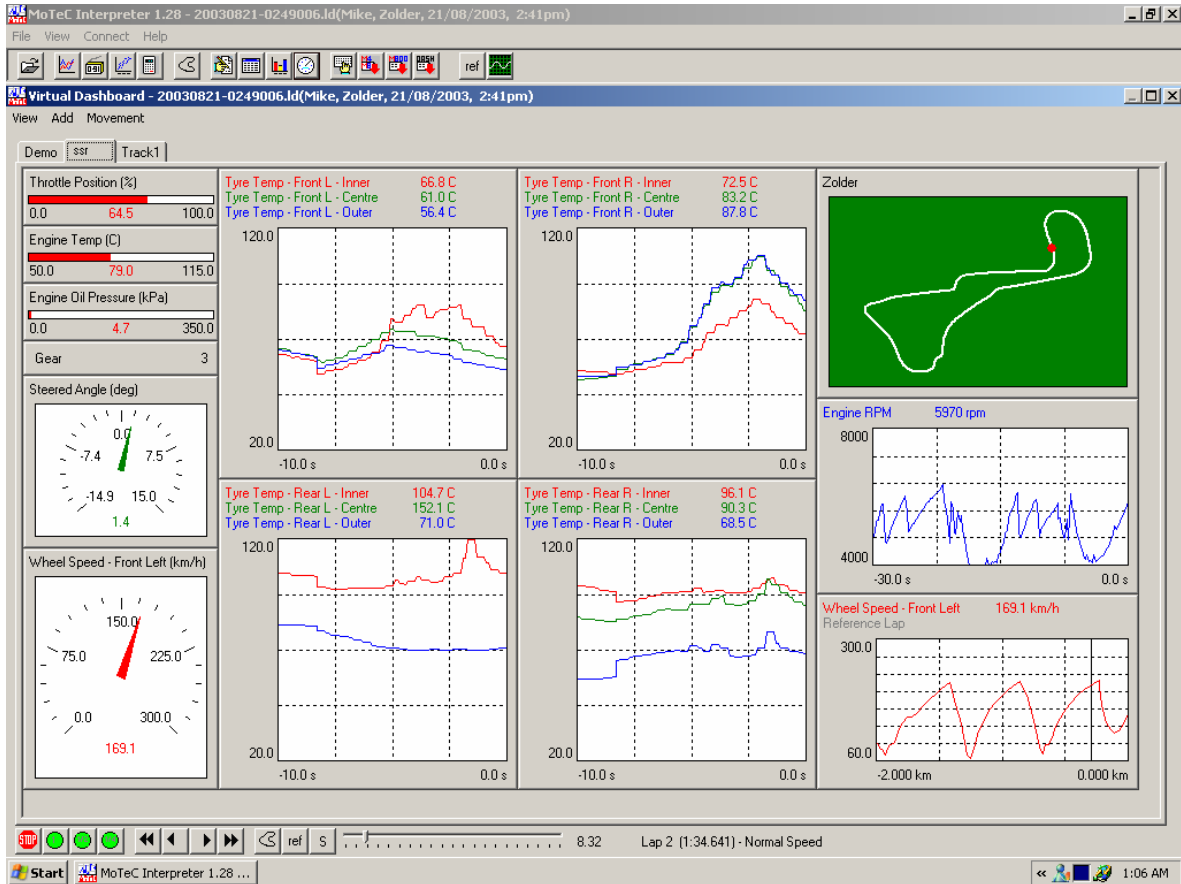 MoTeC Interpreter 1.28 - 20030821-0249006.ld(Mike, Zolder, 21/08/2003, 2:41pm)
File View Connect Help
ref
Virtual Dashboard - 20030821-0249006.ld(Mike, Zolder, 21/08/2003, 2:41pm)
View Add Movement
Demo ssr Track1
Throttle Position (%)
0.0 64.5 100.0
Engine Temp (C)
50.0 79.0 115.0
Engine Oil Pressure (kPa)
0.0 4.7 350.0
Gear 3
Steered Angle (deg)
0.0
-7.4 7.5
-14.9 15.0
1.4
Wheel Speed - Front Left (km/h)
150.0
75.0 225.0
0.0 300.0
169.1
Tyre Temp - Front L - Inner 66.8 C
Tyre Temp - Front L - Centre 61.0 C
Tyre Temp - Front L - Outer 56.4 C
120.0
20.0
-10.0 s 0.0 s
Tyre Temp - Front R - Inner 72.5 C
Tyre Temp - Front R - Centre 83.2 C
Tyre Temp - Front R - Outer 87.8 C
120.0
20.0
-10.0 s 0.0 s
Tyre Temp - Rear L - Inner 104.7 C
Tyre Temp - Rear L - Centre 152.1 C
Tyre Temp - Rear L - Outer 71.0 C
120.0
20.0
-10.0 s 0.0 s
Tyre Temp - Rear R - Inner 96.1 C
Tyre Temp - Rear R - Centre 90.3 C
Tyre Temp - Rear R - Outer 68.5 C
120.0
20.0
-10.0 s 0.0 s
Zolder
Engine RPM 5970 rpm
8000
4000
-30.0 s 0.0 s
Wheel Speed - Front Left 169.1 km/h
Reference Lap
300.0
60.0
-2.000 km 0.000 km
STOP ref S 8.32 Lap 2 (1:34.641) - Normal Speed
Start MoTeC Interpreter 1.28 ... « 1:06 AM